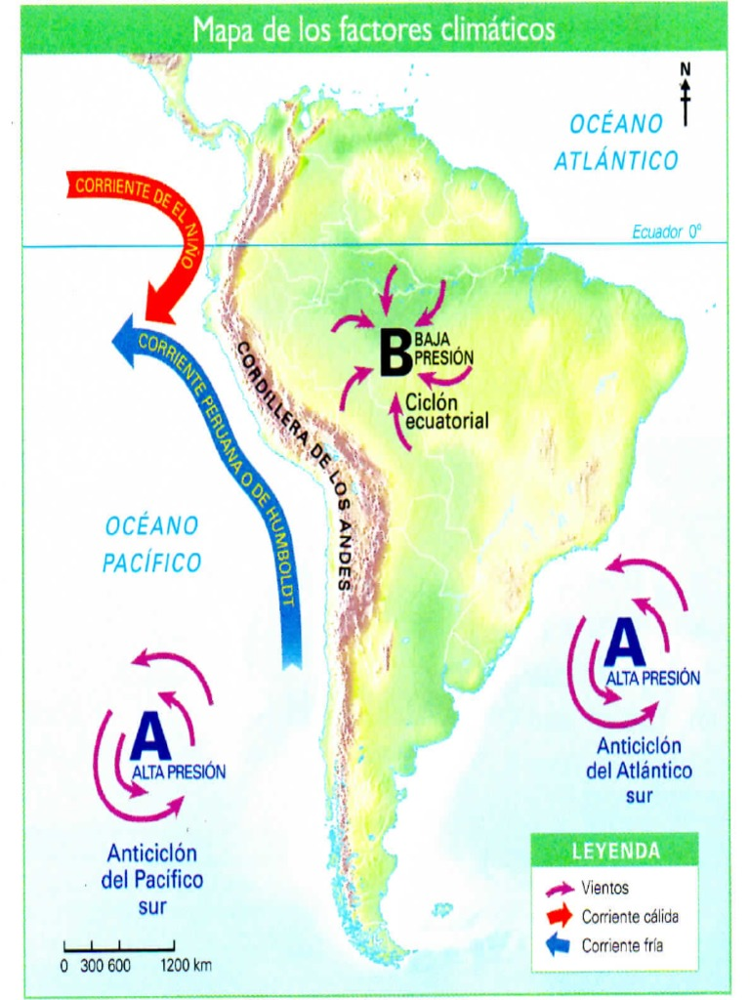 Mapa de los factores climáticos
N
OCÉANO
ATLÁNTICO
CORRIENTE DE EL NIÑO
Ecuador 0°
B
BAJA
PRESIÓN
Ciclón
ecuatorial
CORRIENTE PERUANA O DE HUMBOLDT
CORDILLERA DE LOS ANDES
OCÉANO
PACÍFICO
A
ALTA PRESIÓN
Anticiclón
del Atlántico
sur
A
ALTA PRESIÓN
Anticiclón
del Pacífico
sur
LEYENDA
Vientos
Corriente cálida
Corriente fría
0 300 600 1200 km